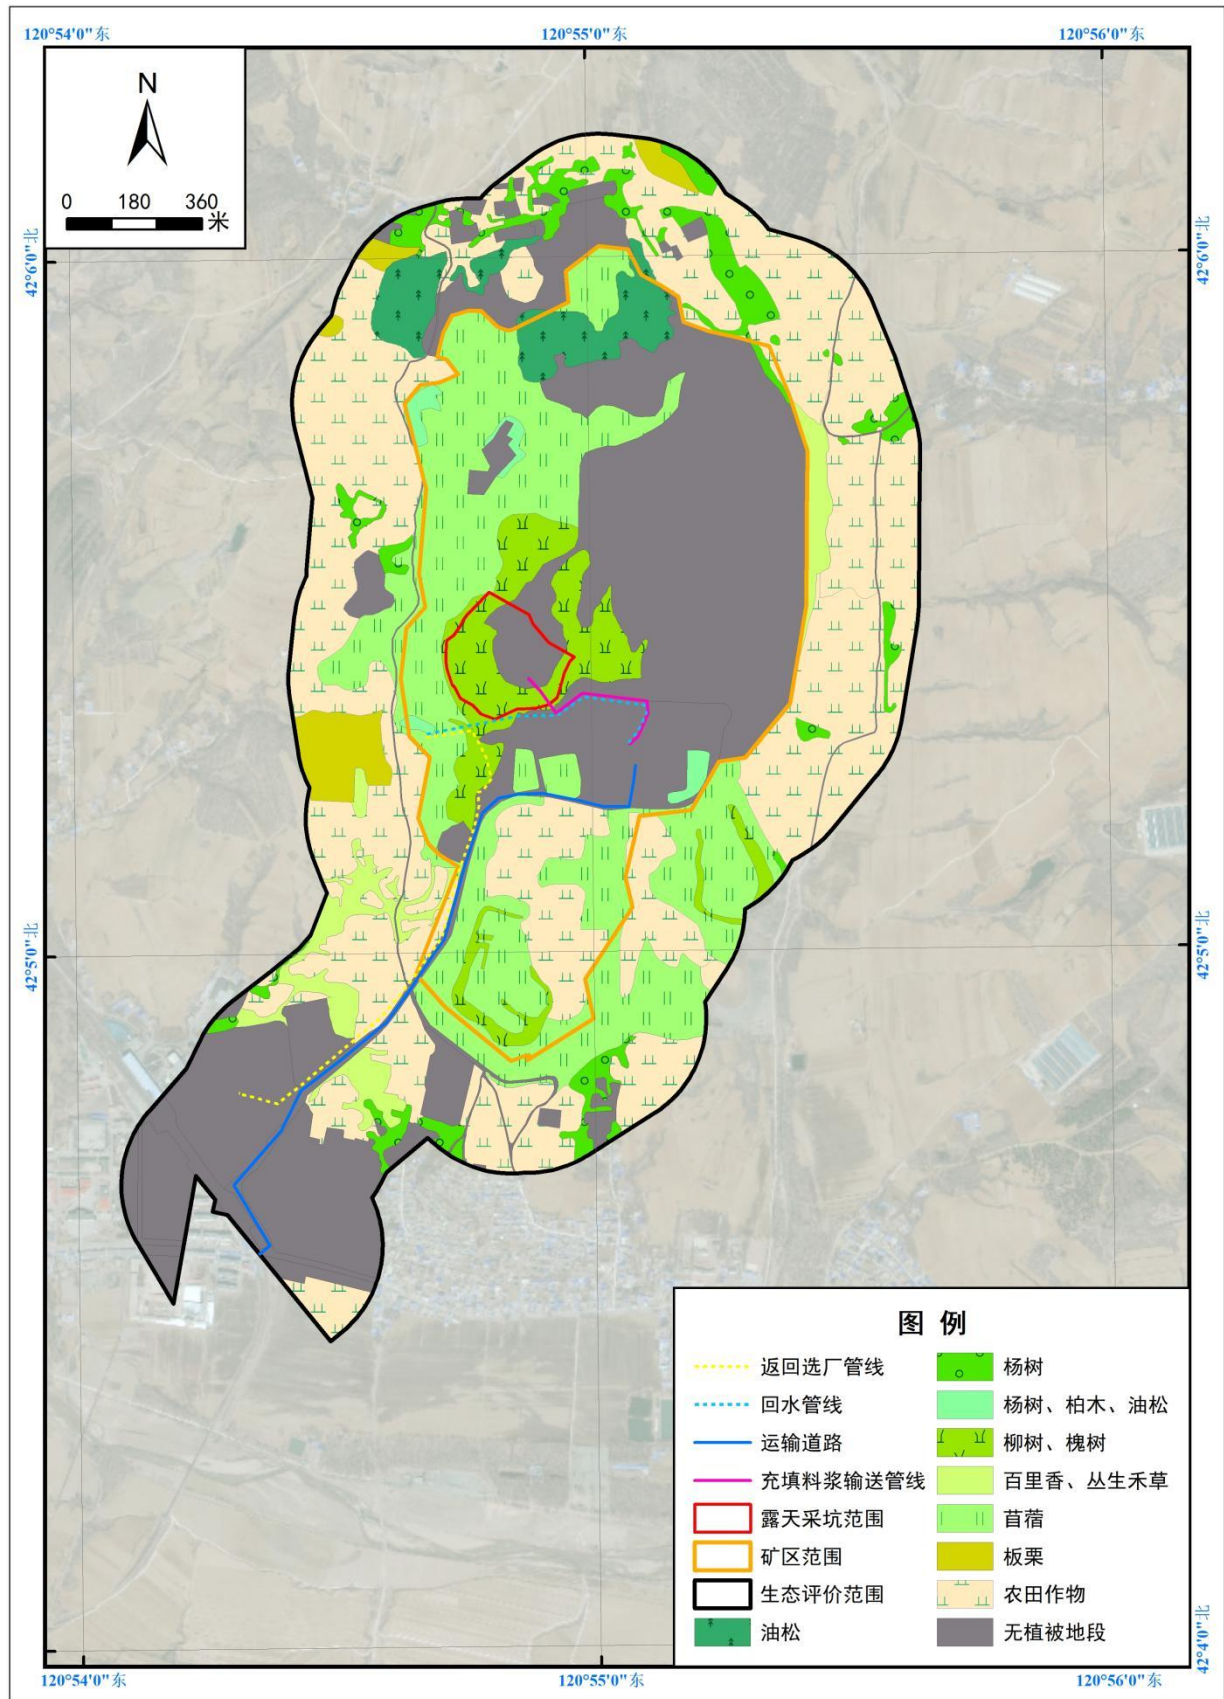 120°54'0"东
120°55'0"东
120°56'0"东
N
0 180 360
米
42°6'0"北
42°6'0"北
42°5'0"北
42°5'0"北
42°4'0"北
图 例
返回选厂管线
杨树
回水管线
杨树、柏木、油松
运输道路
柳树、槐树
充填料浆输送管线
百里香、丛生禾草
露天采坑范围
苜蓿
矿区范围
板栗
生态评价范围
农田作物
油松
无植被地段
120°54'0"东
120°55'0"东
120°56'0"东